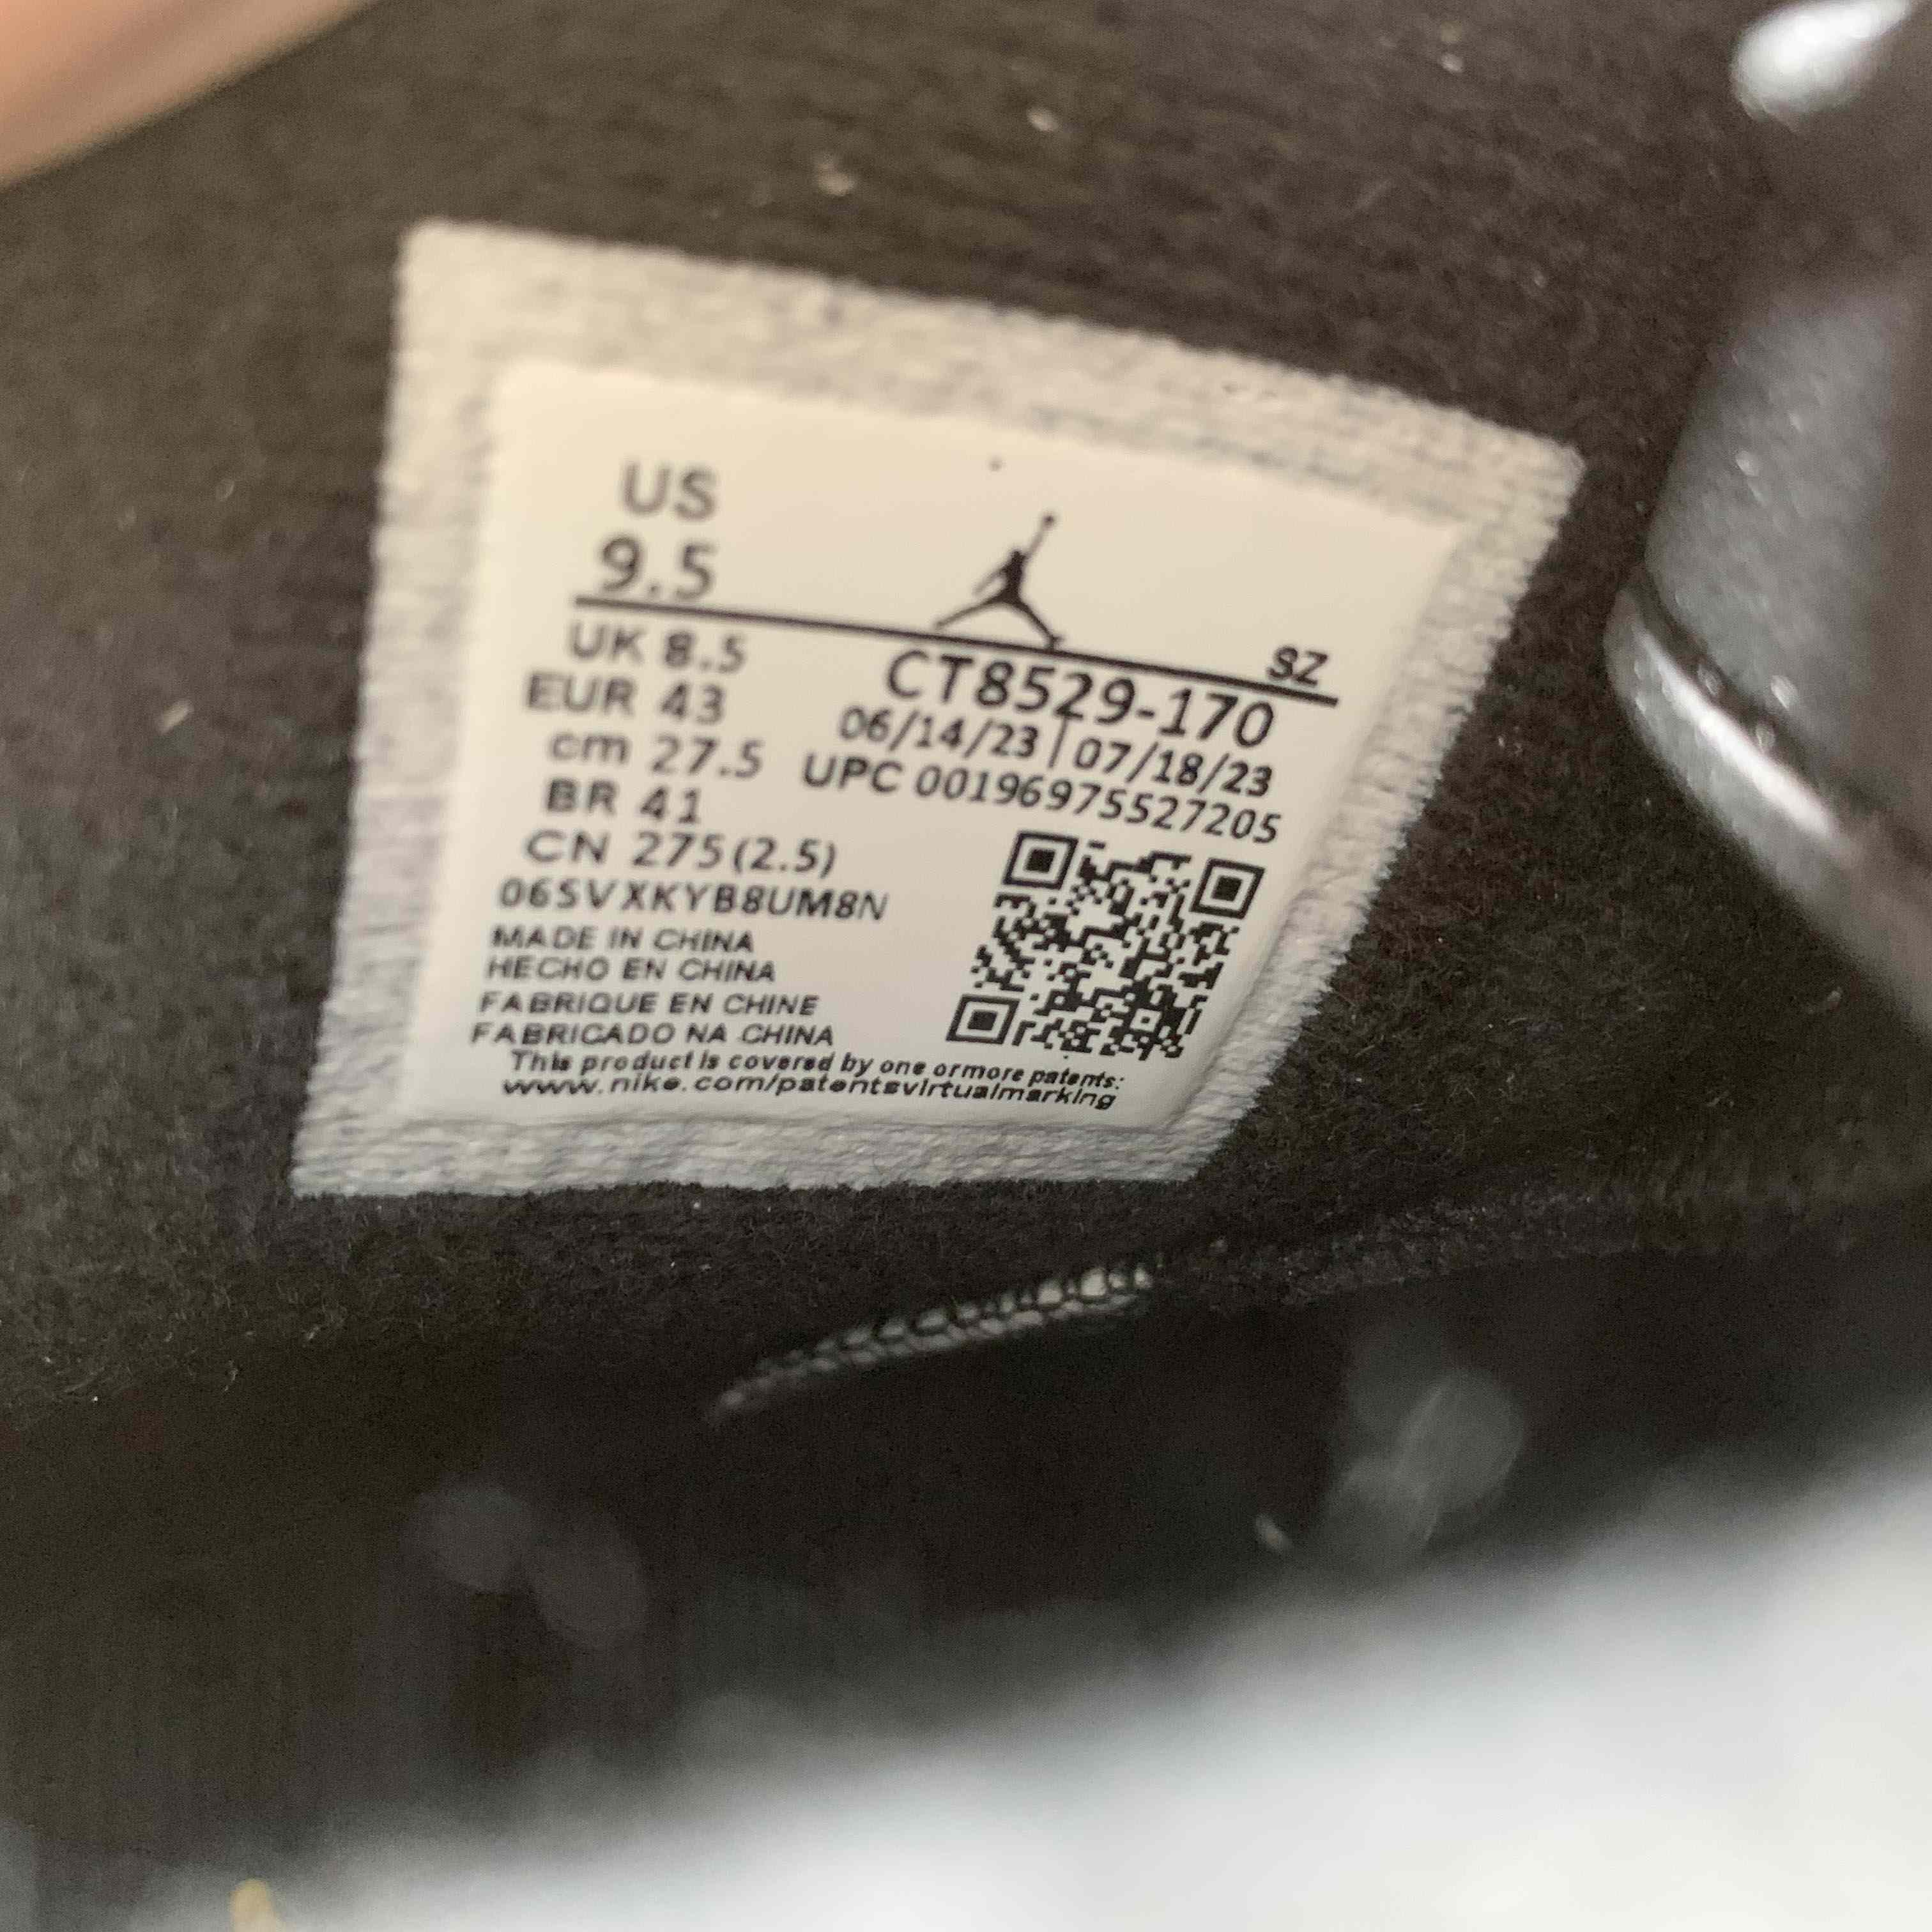 US
9.5
SZ
UK 8.5
EUR 43
cm 27.5
BR 41
CN 275(2.5)
06SVXKYB8UM8N
CT8529-170
06/14/23 | 07/18/23
UPC 00196975527205
MADE IN CHINA
HECHO EN CHINA
FABRIQUE EN CHINE
FABRICADO NA CHINA
This product is covered by one or more patents:
www.nike.com/patentsvirtualmarking